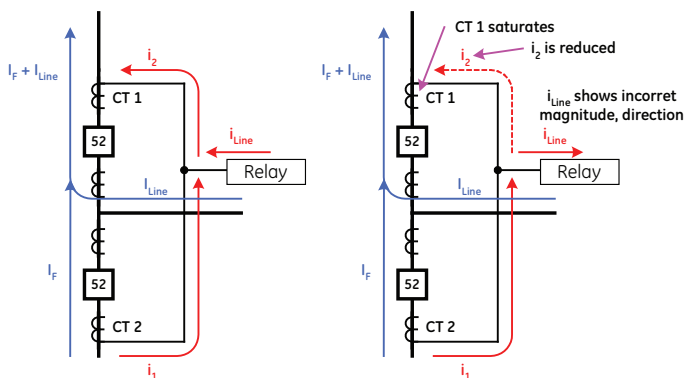 I_F + I_Line
i_2
CT 1
52
i_Line
Relay
I_Line
I_F
52
CT 2
i_1
CT 1 saturates
i_2 is reduced
I_F + I_Line
i_2
CT 1
i_Line shows incorret
magnitude, direction
52
i_Line
Relay
I_Line
I_F
52
CT 2
i_1